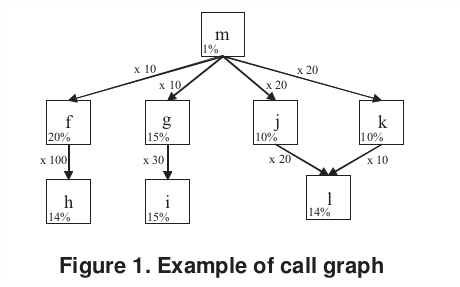 m
1%
x 10
x 10
x 20
x 20
f
20%
g
15%
j
10%
k
10%
x 100
x 30
x 20
x 10
h
14%
i
15%
l
14%
Figure 1. Example of call graph